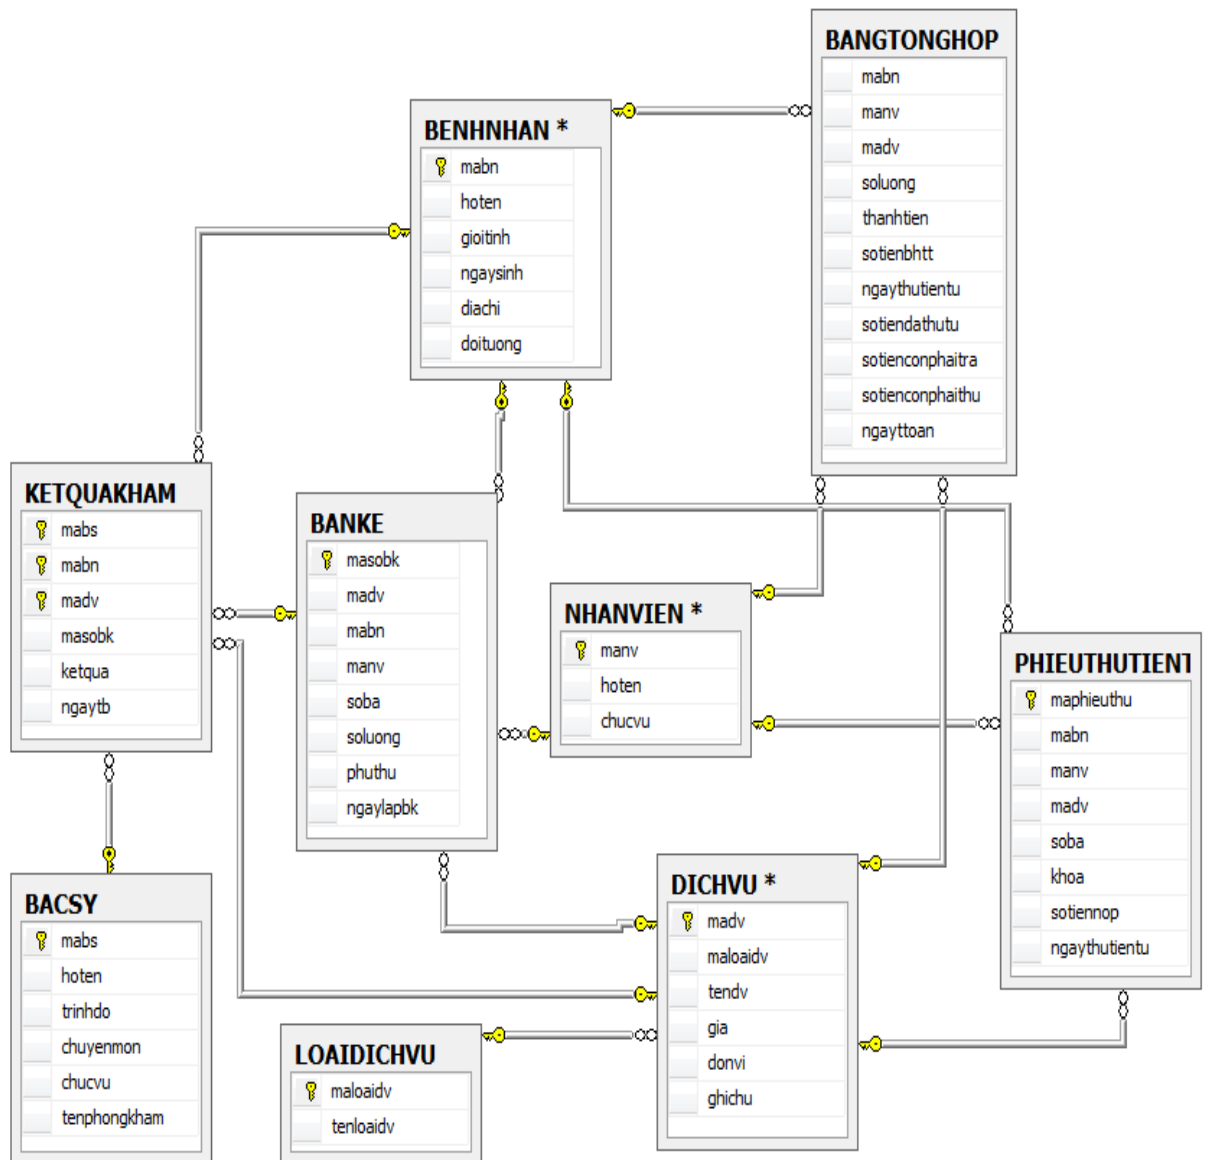 BANGTONGHOP
mabn
manv
madv
soluong
thanhtien
sotienbhtt
ngaythutientu
sotiendathutu
sotienconphaitra
sotienconphaithu
ngayttoan
BENHNHAN *
mabn
hoten
gioitinh
ngaysinh
diachi
doituong
KETQUAKHAM
mabs
mabn
madv
masobk
ketqua
ngaytb
BANKE
masobk
madv
mabn
manv
soba
soluong
phuthu
ngaylapbk
NHANVIEN *
manv
hoten
chucvu
PHIEUTHUTIENT
maphieuthu
mabn
manv
madv
soba
khoa
sotiennop
ngaythutientu
BACSY
mabs
hoten
trinhdo
chuyenmon
chucvu
tenphongkham
LOAIDICHVU
maloaidv
tenloaidv
DICHVU *
madv
maloaidv
tendv
gia
donvi
ghichu